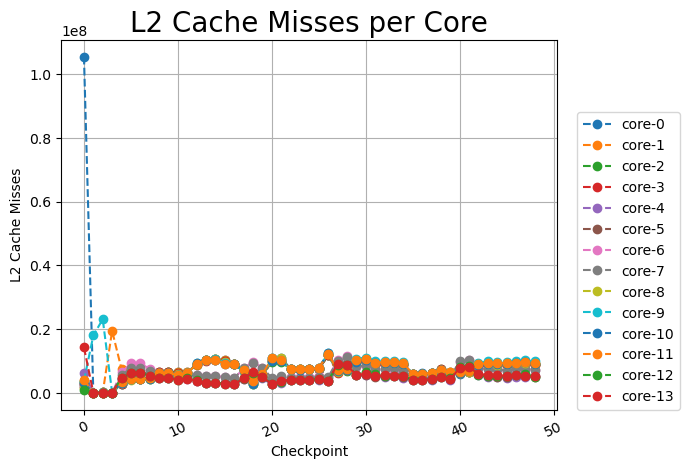 L2 Cache Misses per Core
1e8
1.0
0.8
0.6
0.4
0.2
0.0
L2 Cache Misses
0
10
20
30
40
50
Checkpoint
core-0
core-1
core-2
core-3
core-4
core-5
core-6
core-7
core-8
core-9
core-10
core-11
core-12
core-13